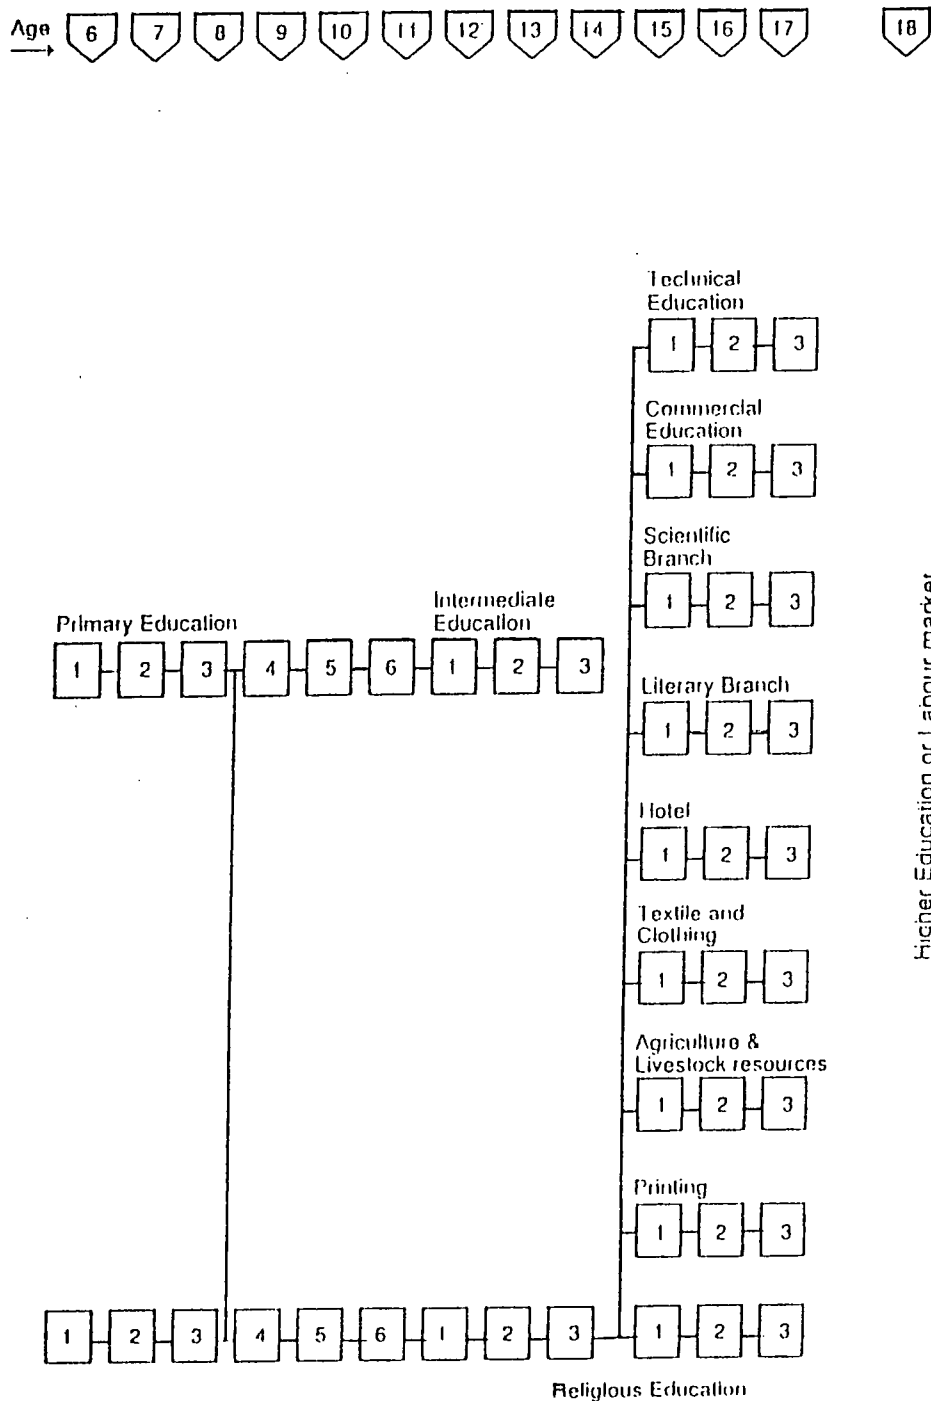 Age 6 7 8 9 10 11 12 13 14 15 16 17 18
Technical
Education
1 2 3
Commercial
Education
1 2 3
Scientific
Branch
1 2 3
Primary Education
Intermediate
Education
1 2 3 4 5 6 1 2 3
Literary Branch
1 2 3
Hotel
1 2 3
Textile and
Clothing
1 2 3
Agriculture &
Livestock resources
1 2 3
Printing
1 2 3
1 2 3 4 5 6 1 2 3 1 2 3
Religious Education
Higher Education or Labour market